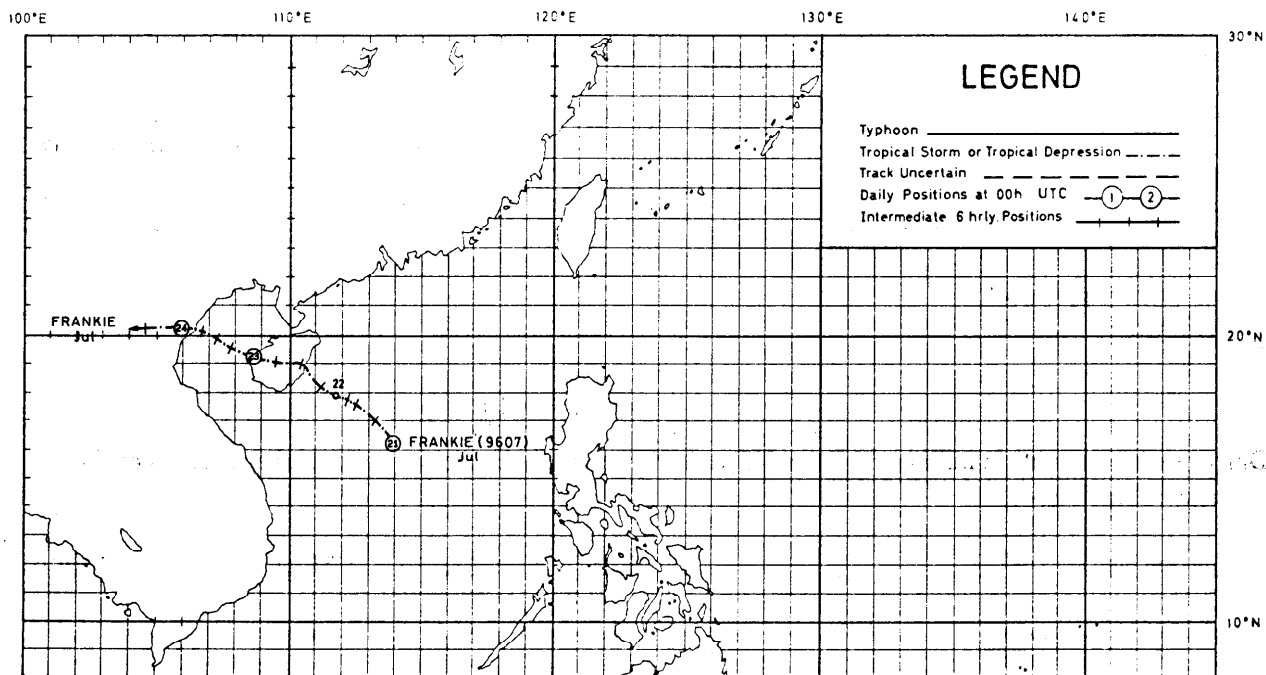 100°E 110°E 120°E 130°E 140°E
30°N
LEGEND
Typhoon
Tropical Storm or Tropical Depression
Track Uncertain
Daily Positions at 00h UTC 1 2
Intermediate 6 hrly. Positions
FRANKIE
Jul
24
20°N
23
22
21
FRANKIE (9607)
Jul
10°N